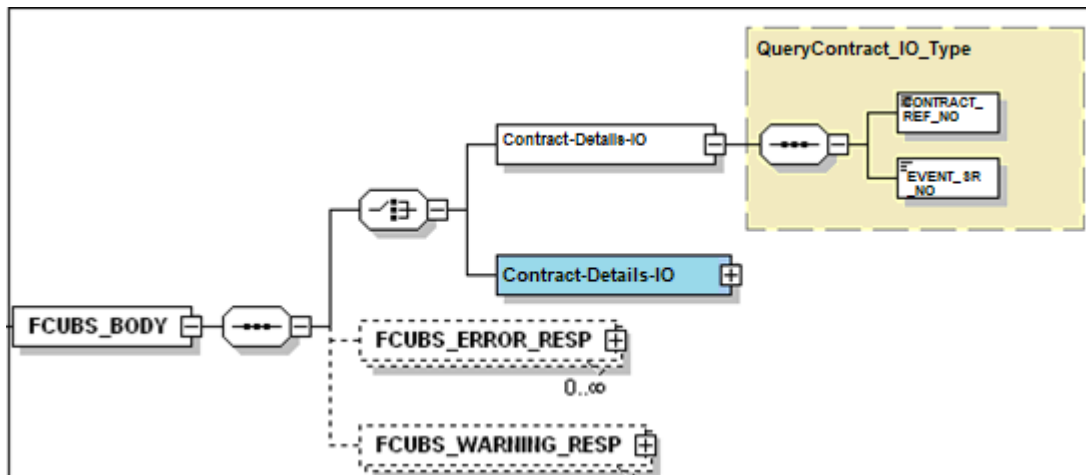 QueryContract_IO_Type
CONTRACT_
REF_NO
Contract-Details-IO
EVENT_SR
_NO
Contract-Details-IO
FCUBS_BODY
FCUBS_ERROR_RESP
0..∞
FCUBS_WARNING_RESP